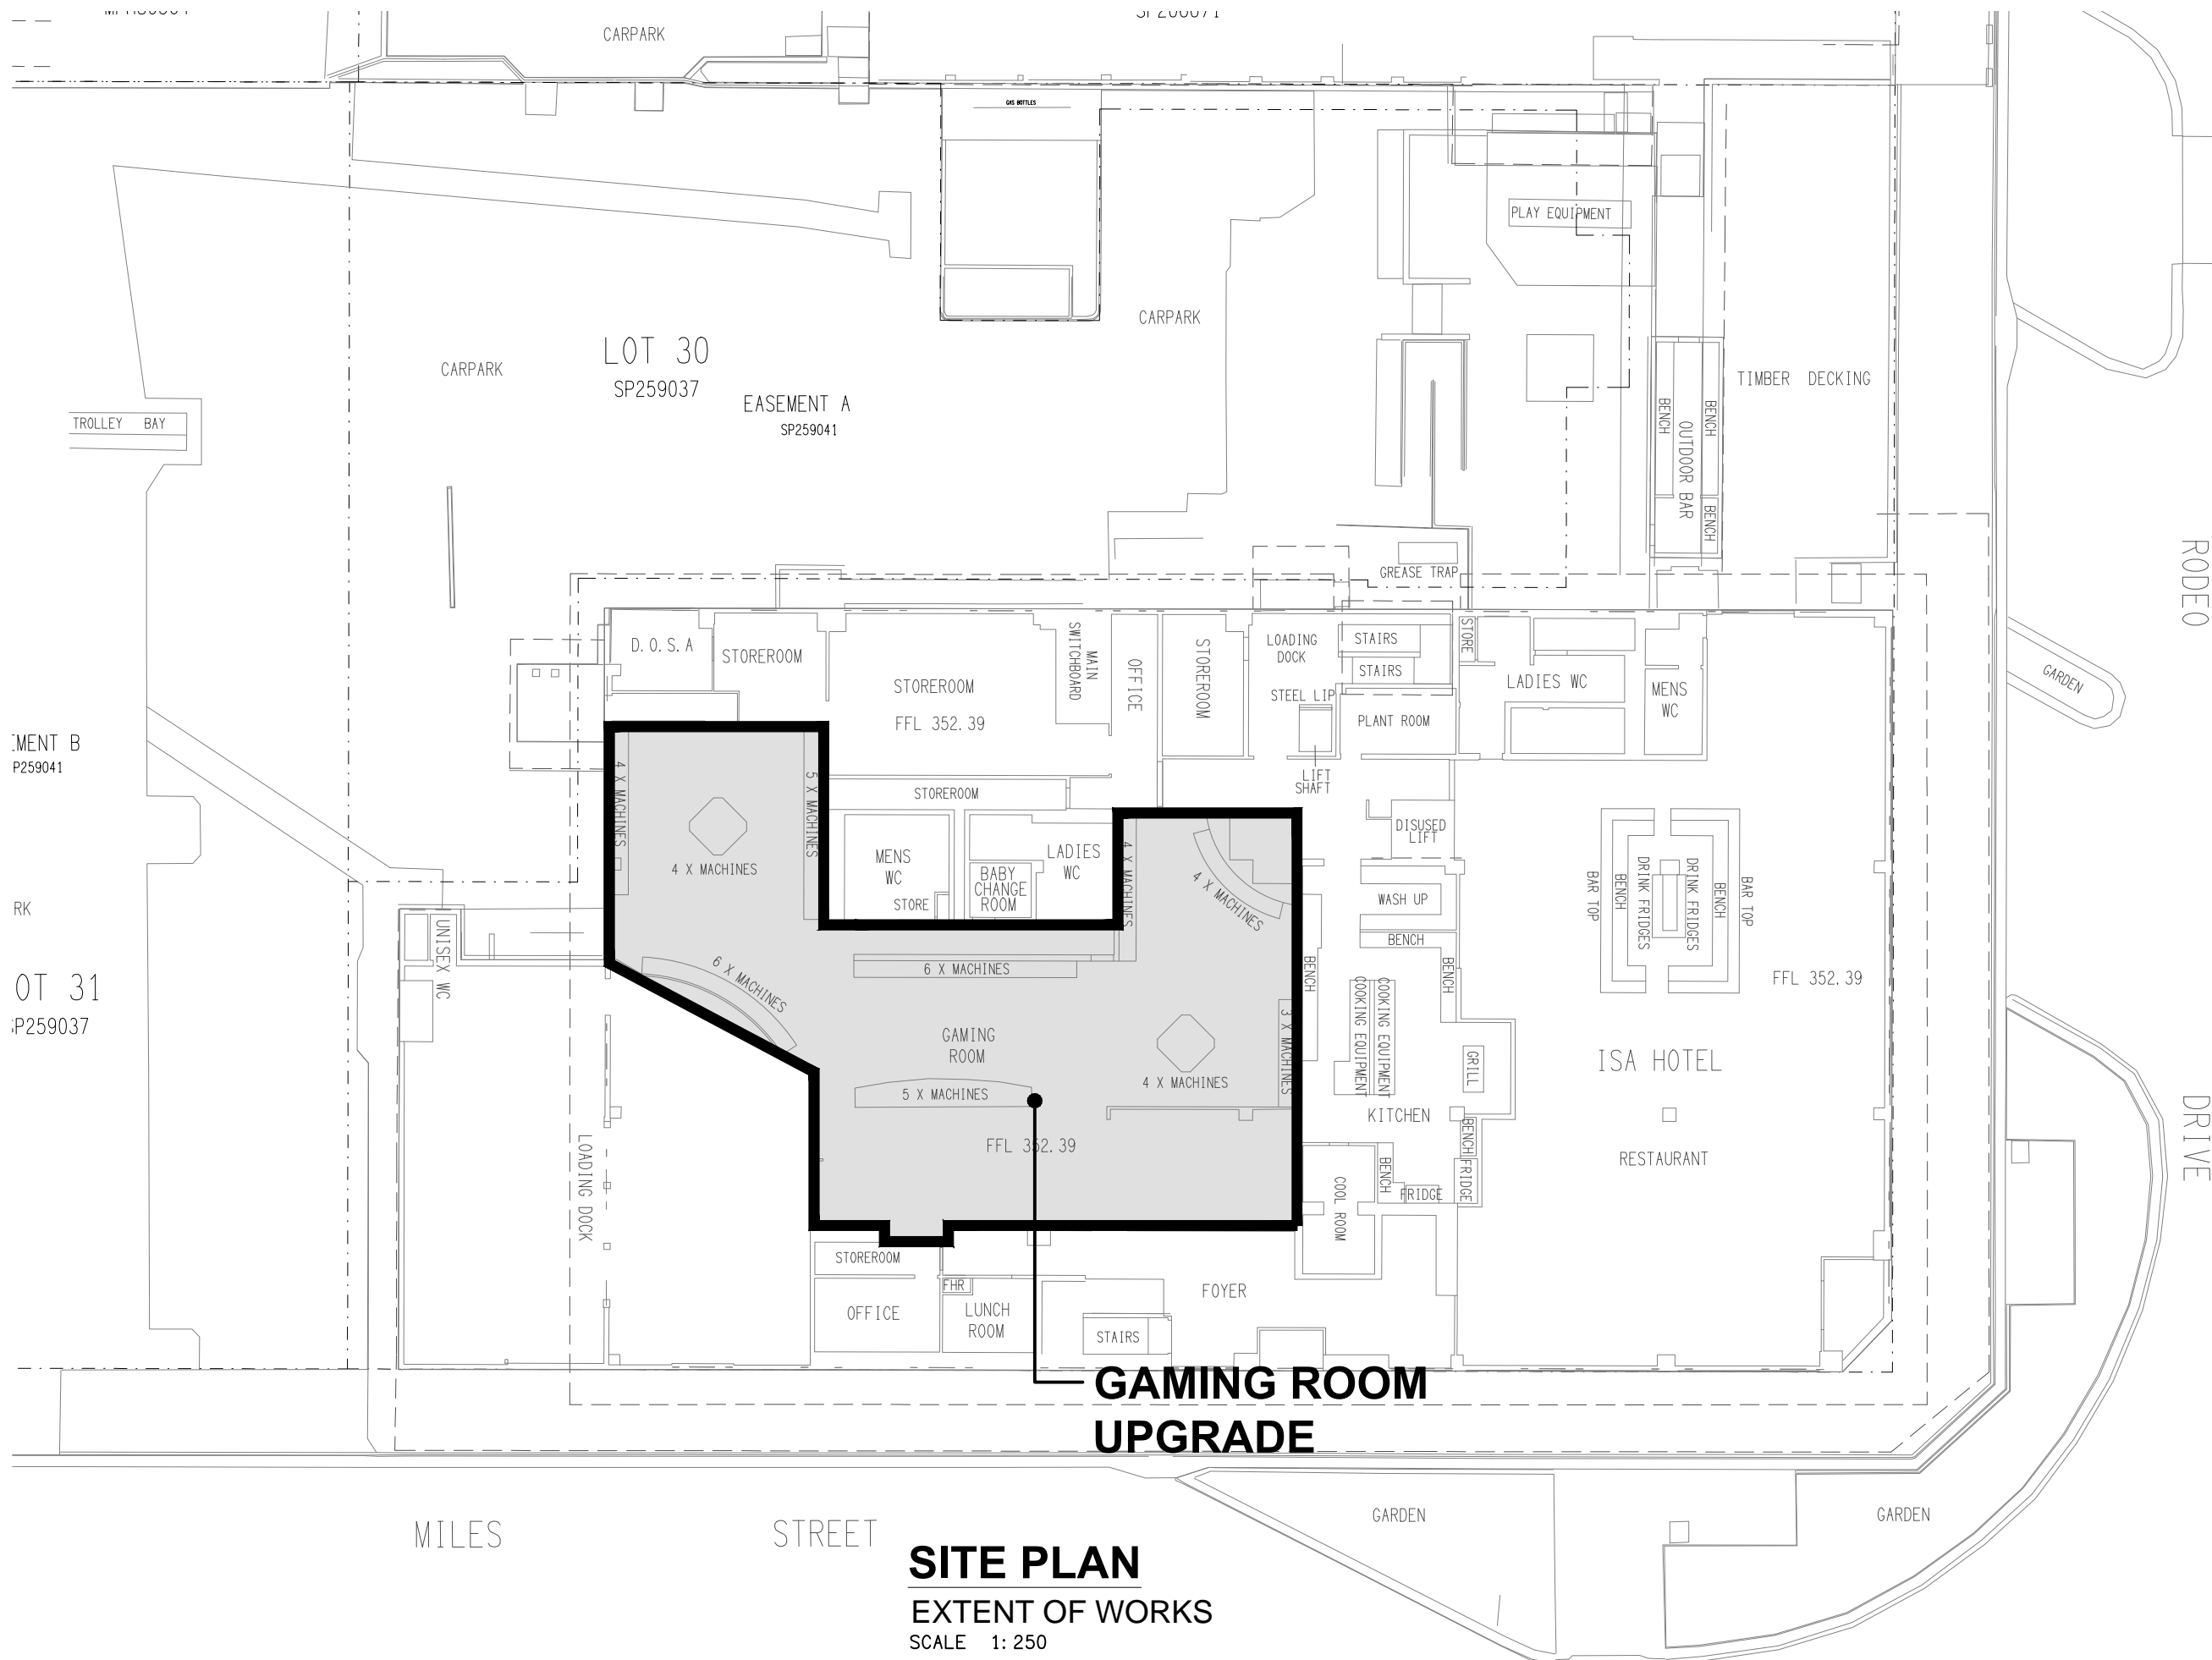 CARPARK
GAS BOTTLES
PLAY EQUIPMENT
CARPARK
LOT 30
SP259037
CARPARK
EASEMENT A
SP259041
TIMBER DECKING
BENCH
BENCH
OUTDOOR BAR
BENCH
TROLLEY BAY
RODEO
GREASE TRAP
D.O.S.A
STOREROOM
STOREROOM
FFL 352.39
MAIN
SWITCHBOARD
OFFICE
STOREROOM
LOADING
DOCK
STEEL LIP
STAIRS
STAIRS
STORE
LADIES WC
MENS
WC
PLANT ROOM
GARDEN
LIFT
SHAFT
P259041
4 X MACHINES
5 X MACHINES
4 X MACHINES
STOREROOM
MENS
WC
STORE
BABY
CHANGE
ROOM
LADIES
WC
4 X MACHINES
4 X MACHINES
DISUSED
LIFT
WASH UP
BENCH
BENCH
BENCH
COOKING EQUIPMENT
COOKING EQUIPMENT
BAR TOP
BENCH
DRINK FRIDGES
DRINK FRIDGES
BENCH
BAR TOP
FFL 352.39
UNISEX WC
6 X MACHINES
6 X MACHINES
GAMING
ROOM
5 X MACHINES
4 X MACHINES
3 X MACHINES
FFL 352.39
OT 31
P259037
GRILL
ISA HOTEL
KITCHEN
BENCH
BENCH
FRIDGE
FRIDGE
COOL ROOM
RESTAURANT
DRIVE
LOADING DOCK
STOREROOM
OFFICE
FHR
LUNCH
ROOM
FOYER
STAIRS
GAMING ROOM
UPGRADE
GARDEN
GARDEN
MILES STREET
SITE PLAN
EXTENT OF WORKS
SCALE 1:250